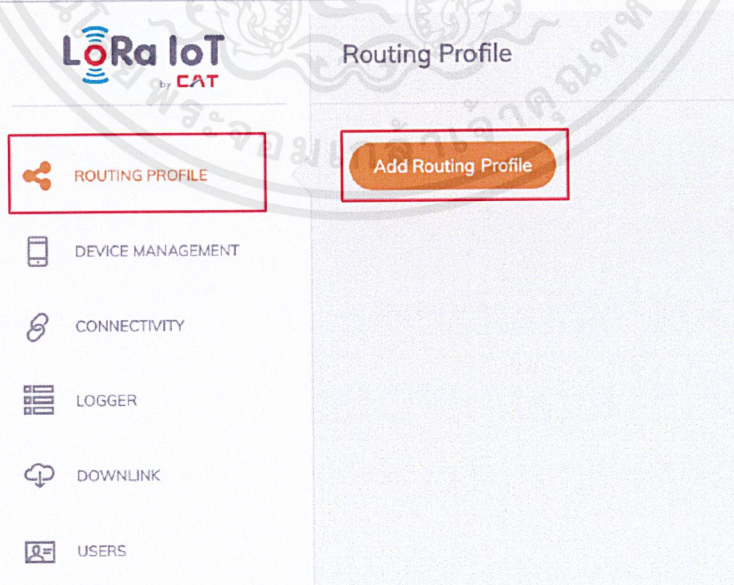 LoRa IoT
by CAT
Routing Profile
ROUTING PROFILE
Add Routing Profile
DEVICE MANAGEMENT
CONNECTIVITY
LOGGER
DOWNLINK
USERS